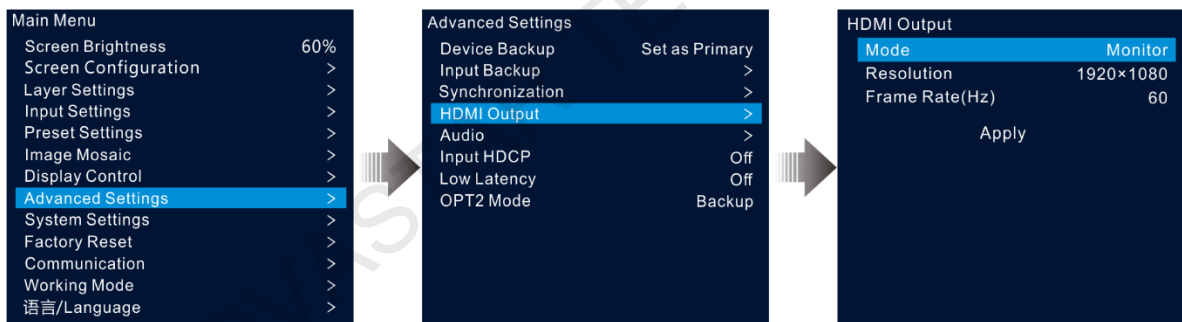 Main Menu
Screen Brightness 60%
Screen Configuration >
Layer Settings >
Input Settings >
Preset Settings >
Image Mosaic >
Display Control >
Advanced Settings >
System Settings >
Factory Reset >
Communication >
Working Mode >
语言/Language >
Advanced Settings
Device Backup Set as Primary
Input Backup >
Synchronization >
HDMI Output >
Audio >
Input HDCP Off
Low Latency Off
OPT2 Mode Backup
HDMI Output
Mode Monitor
Resolution 1920×1080
Frame Rate(Hz) 60
Apply